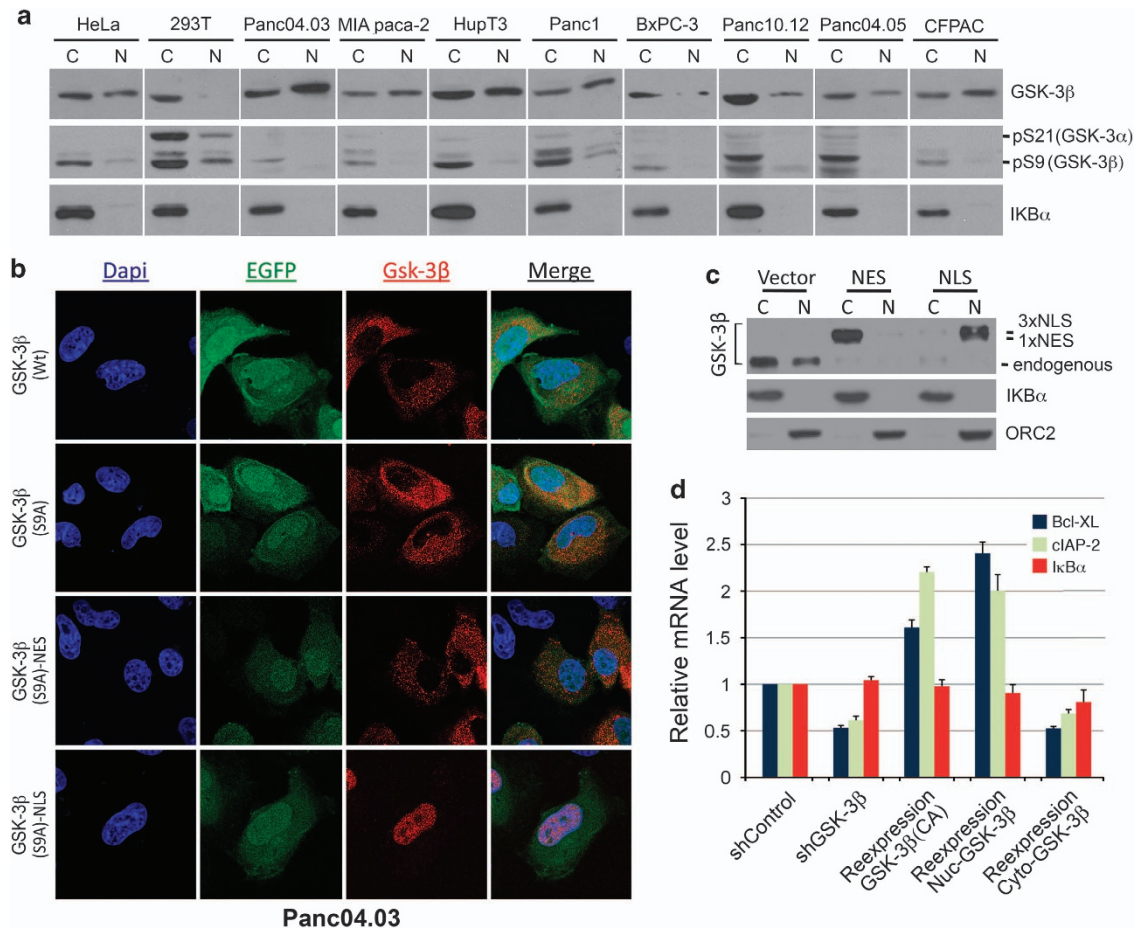 a
HeLa 293T Panc04.03 MIA paca-2 HupT3 Panc1 BxPC-3 Panc10.12 Panc04.05 CFPAC
C N C N C N C N C N C N C N C N C N C N
GSK-3β
pS21(GSK-3α)
pS9(GSK-3β)
IKBα
b
Dapi EGFP Gsk-3β Merge
GSK-3β
(Wt)
GSK-3β
(S9A)
GSK-3β
(S9A)-NES
GSK-3β
(S9A)-NLS
Panc04.03
c
Vector NES NLS
C N C N C N
GSK-3β
3xNLS
1xNES
endogenous
IKBα
ORC2
d
Relative mRNA level
3
2.5
2
1.5
1
0.5
0
Bcl-XL
cIAP-2
IκBα
shControl
shGSK-3β
Reexpression
GSK-3β(CA)
Reexpression
Nuc-GSK-3β
Reexpression
Cyto-GSK-3β